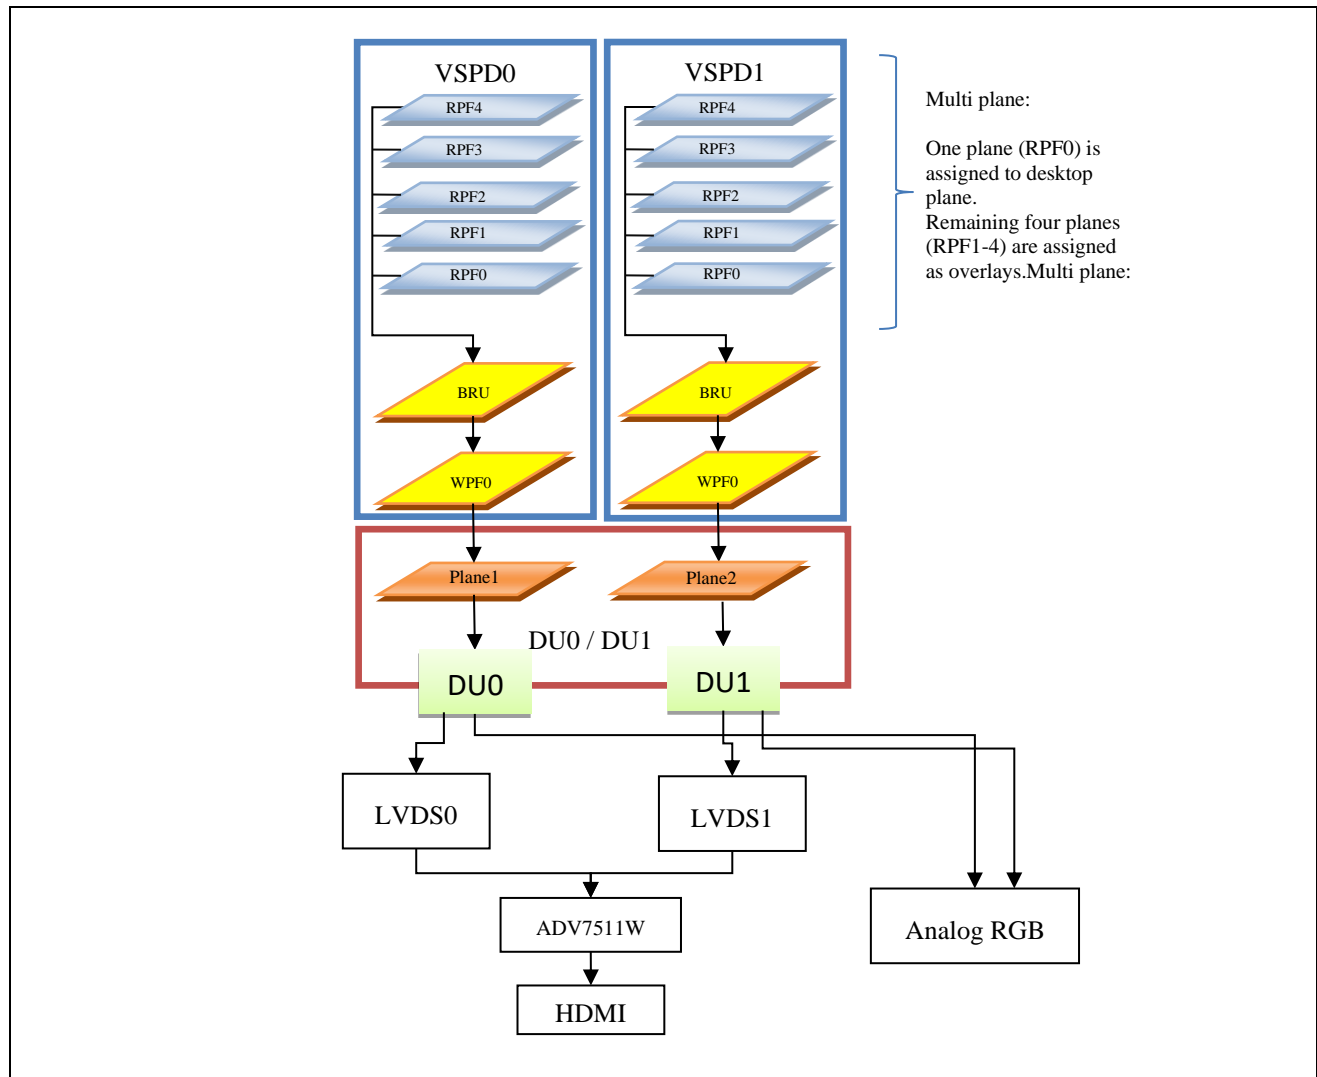 VSPD0
RPF4
RPF3
RPF2
RPF1
RPF0
BRU
WPF0
VSPD1
RPF4
RPF3
RPF2
RPF1
RPF0
BRU
WPF0
Multi plane:
One plane (RPF0) is
assigned to desktop
plane.
Remaining four planes
(RPF1-4) are assigned
as overlays.Multi plane:
Plane1
Plane2
DU0 / DU1
DU0
DU1
LVDS0
LVDS1
ADV7511W
HDMI
Analog RGB